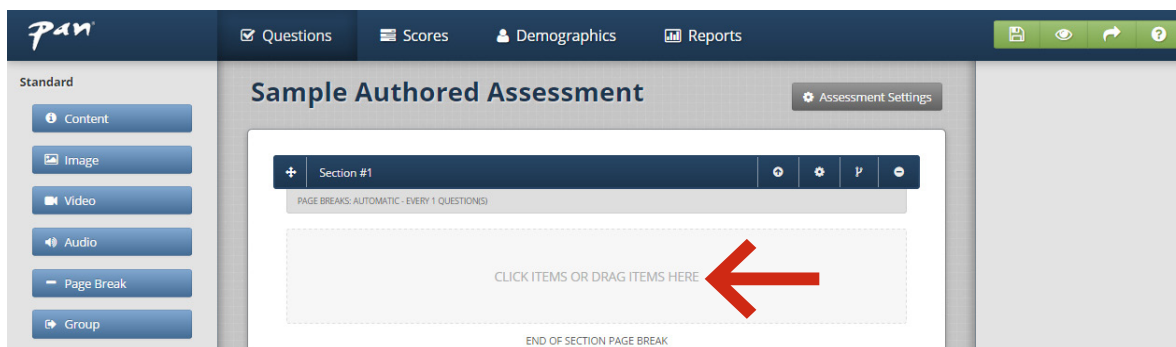 Pan
Questions
Scores
Demographics
Reports
Standard
Content
Image
Video
Audio
Page Break
Group
Sample Authored Assessment
Assessment Settings
Section #1
PAGE BREAKS: AUTOMATIC - EVERY 1 QUESTION(S)
CLICK ITEMS OR DRAG ITEMS HERE
END OF SECTION PAGE BREAK